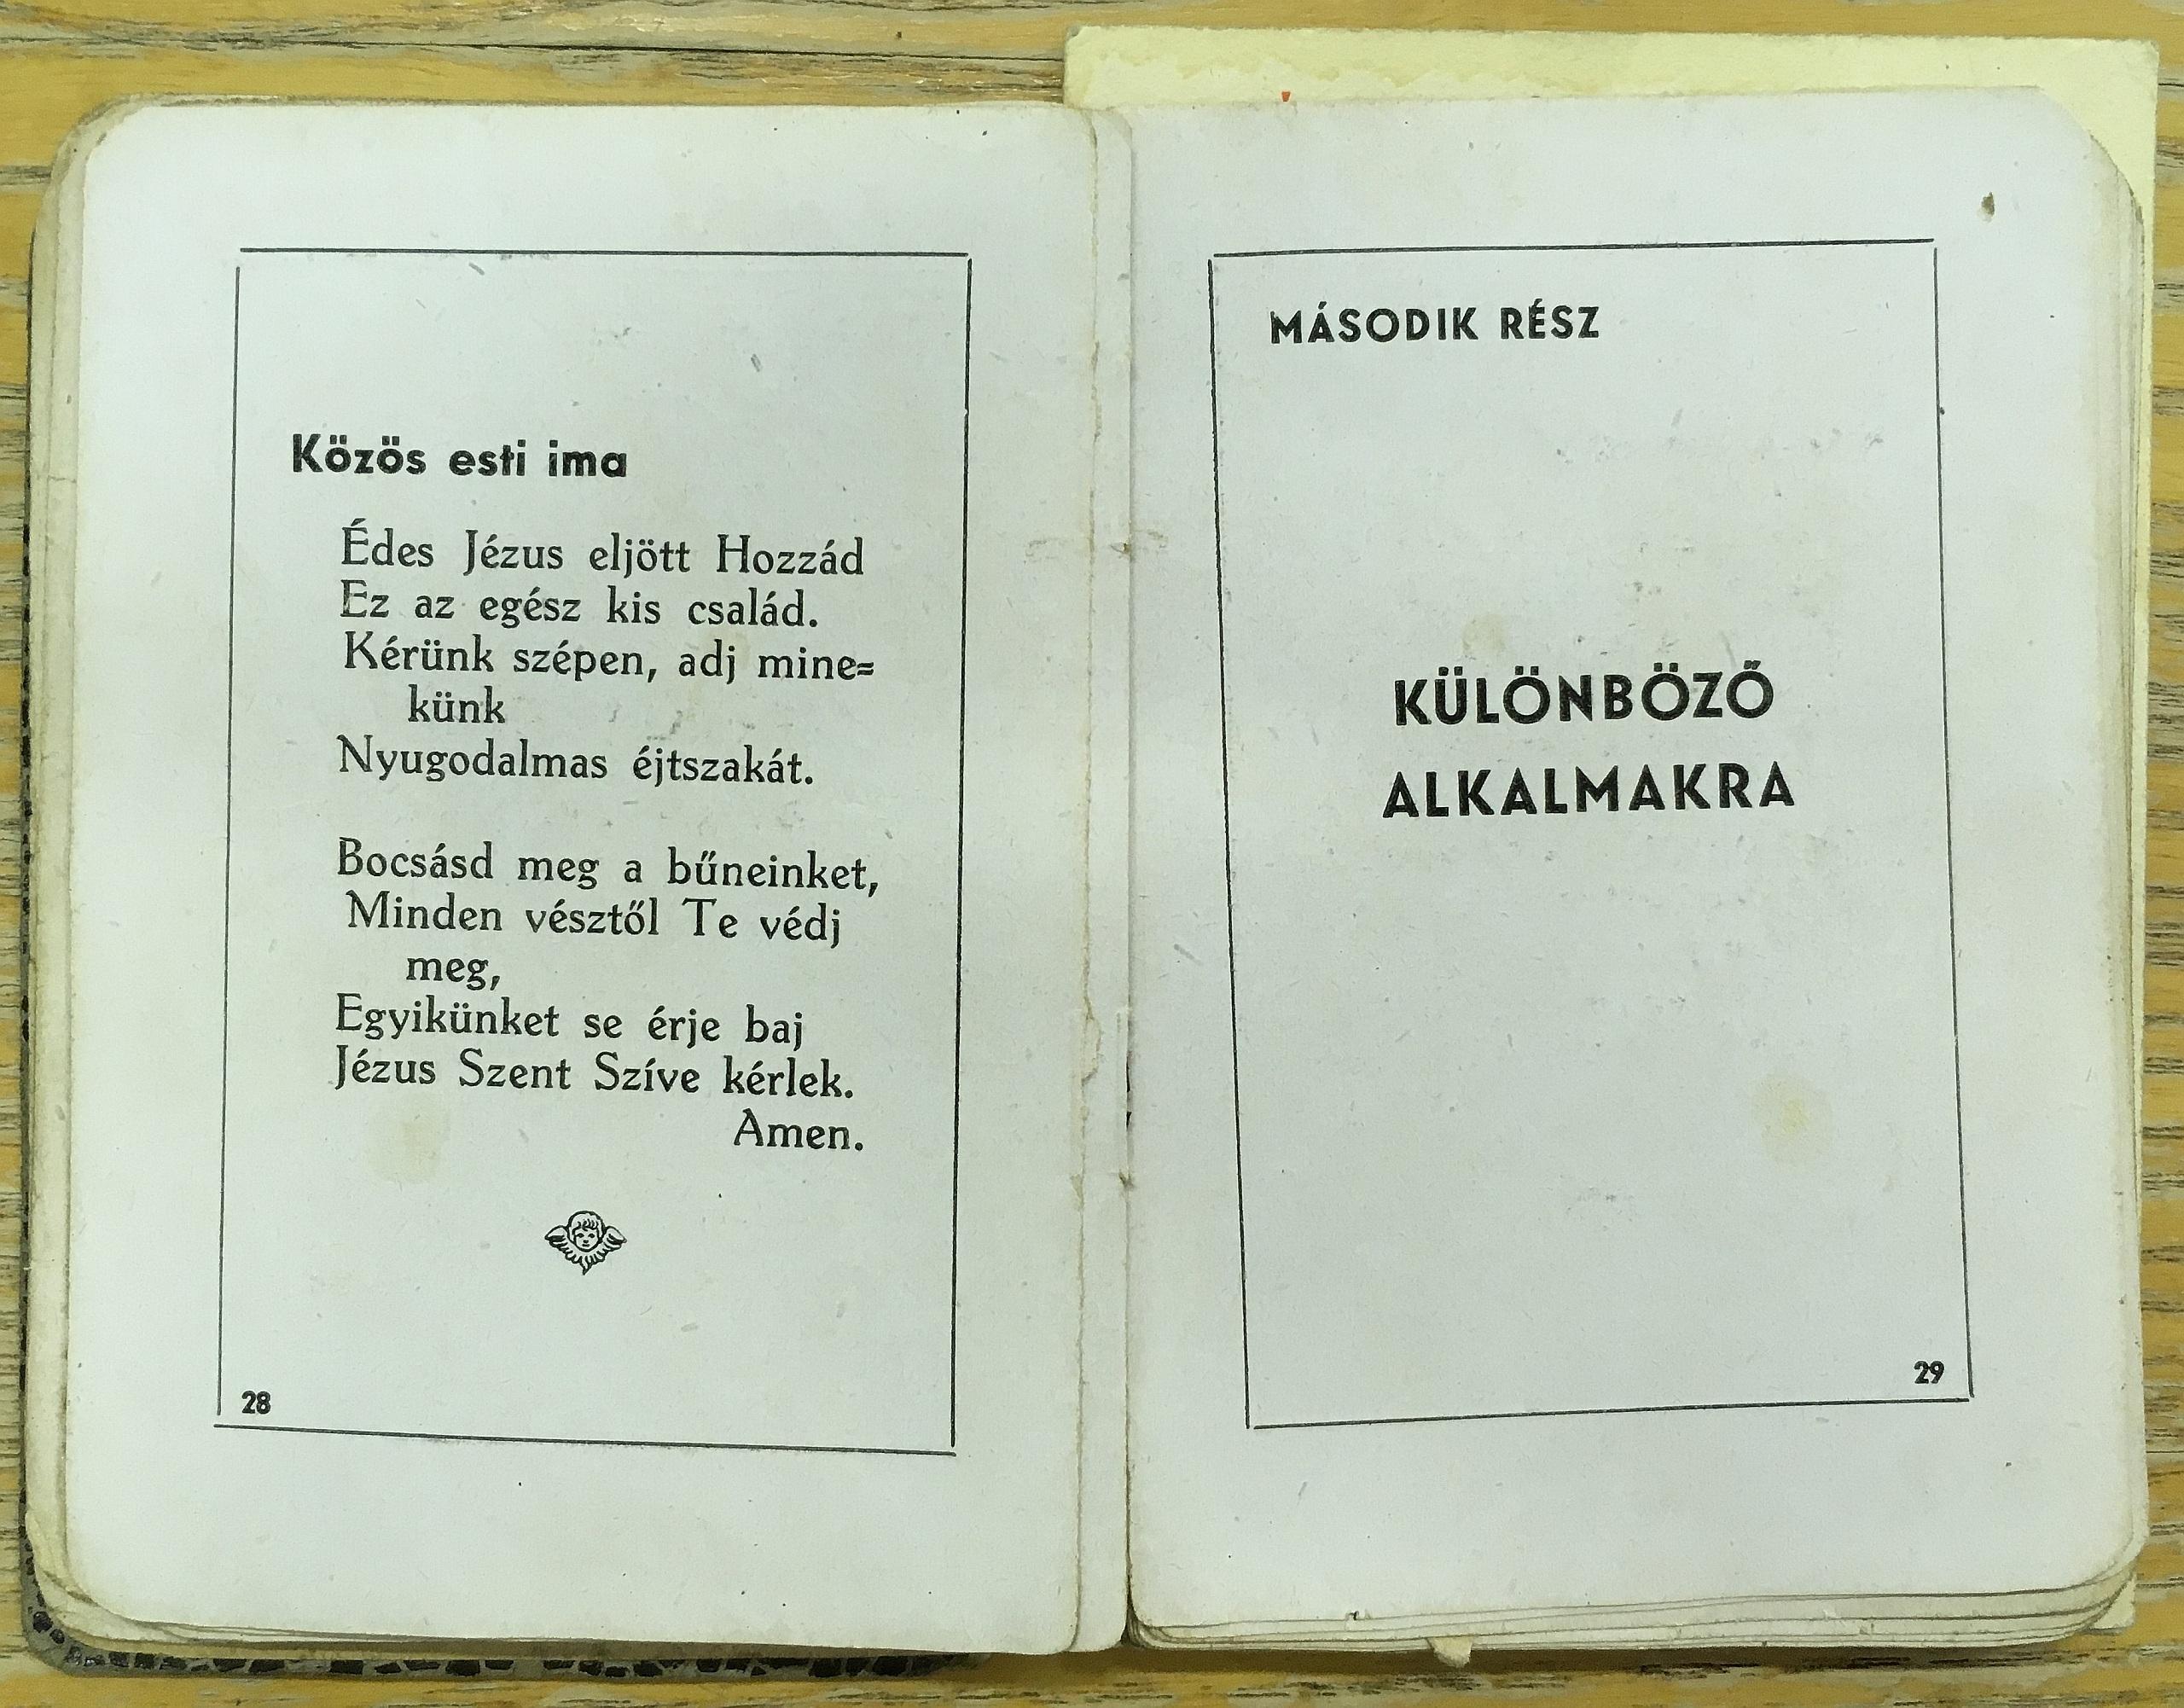 Közös esti ima
Édes Jézus eljött Hozzád
Ez az egész kis család.
Kérünk szépen, adj mine=
künk
Nyugodalmas éjtszakát.
Bocsásd meg a bűneinket,
Minden vésztől Te védj
meg,
Egyikünket se érje baj
Jézus Szent Szíve kérlek.
Amen.
28
MÁSODIK RÉSZ
KÜLÖNBÖZŐ
ALKALMAKRA
29